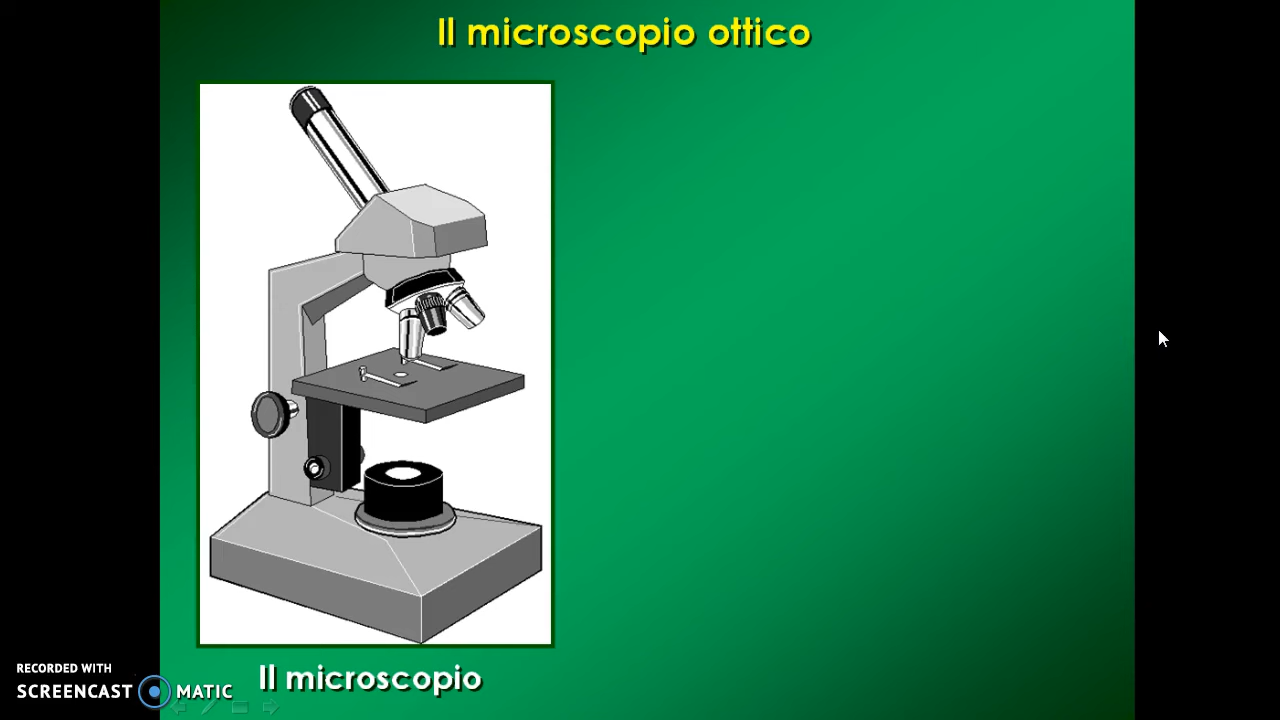 Il microscopio ottico
Il microscopio
RECORDED WITH
SCREENCAST MATIC